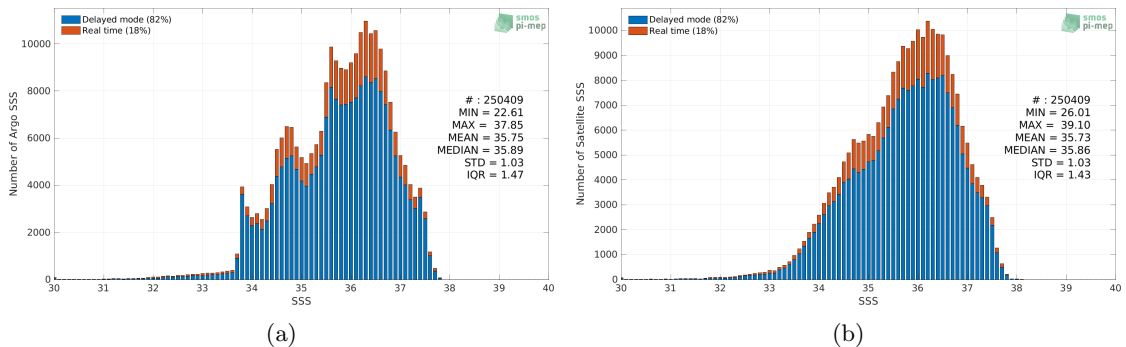 Delayed mode (82%)
Real time (18%)
smos
pi-mep
10000
8000
6000
4000
2000
0
Number of Argo SSS
# : 250409
MIN = 22.61
MAX = 37.85
MEAN = 35.75
MEDIAN = 35.89
STD = 1.03
IQR = 1.47
30 31 32 33 34 35 36 37 38 39 40
SSS
(a)
Delayed mode (82%)
Real time (18%)
smos
pi-mep
10000
9000
8000
7000
6000
5000
4000
3000
2000
1000
0
Number of Satellite SSS
# : 250409
MIN = 26.01
MAX = 39.10
MEAN = 35.73
MEDIAN = 35.86
STD = 1.03
IQR = 1.43
30 31 32 33 34 35 36 37 38 39 40
SSS
(b)